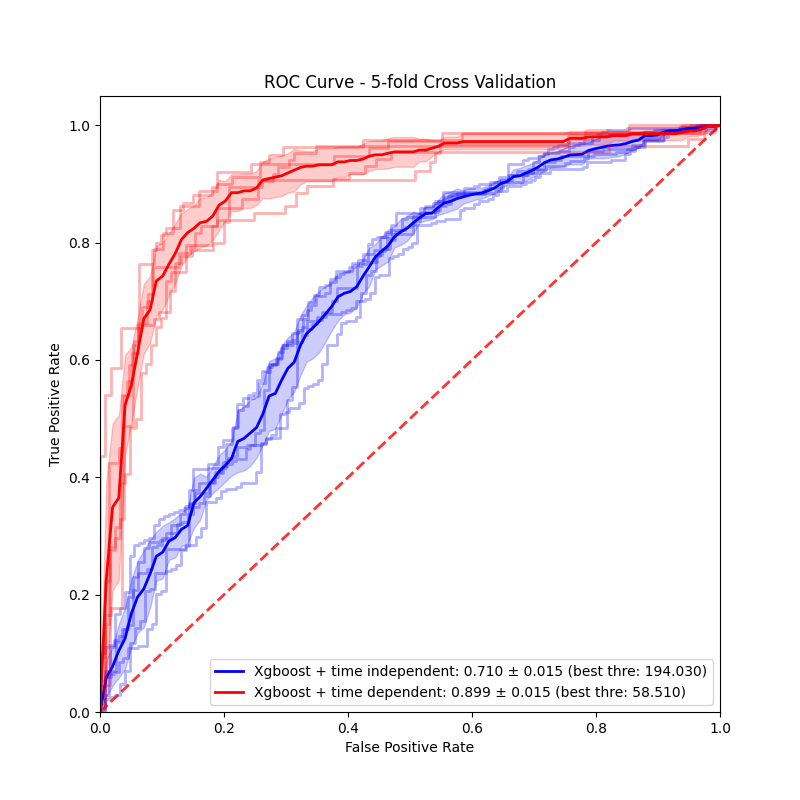 ROC Curve - 5-fold Cross Validation
True Positive Rate
1.0
0.8
0.6
0.4
0.2
0.0
Xgboost + time independent: 0.710 ± 0.015 (best thre: 194.030)
Xgboost + time dependent: 0.899 ± 0.015 (best thre: 58.510)
0.0 0.2 0.4 0.6 0.8 1.0
False Positive Rate